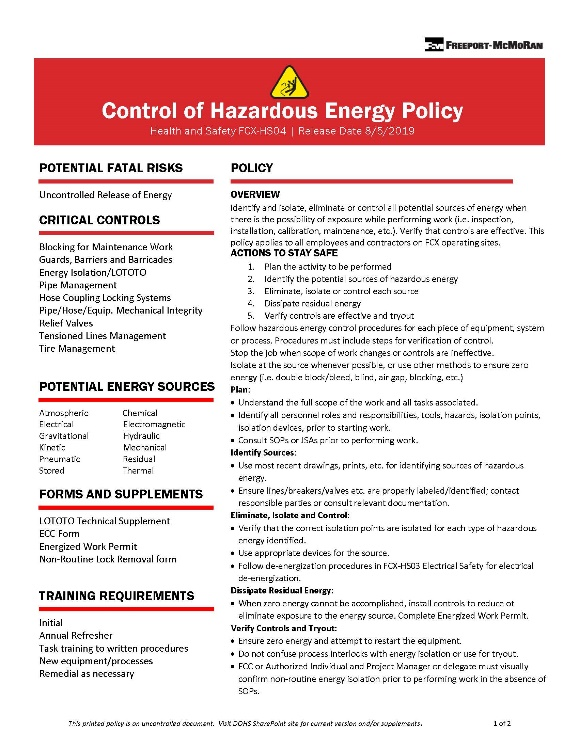 FCX FREEPORT-McMoRAN
Control of Hazardous Energy Policy
Health and Safety FCX-HS04 | Release Date 8/5/2019
POTENTIAL FATAL RISKS
Uncontrolled Release of Energy
CRITICAL CONTROLS
Blocking for Maintenance Work
Guards, Barriers and Barricades
Energy Isolation/LOTOTO
Pipe Management
Hose Coupling Locking Systems
Pipe/Hose/Equip. Mechanical Integrity
Relief Valves
Tensioned Lines Management
Tire Management
POTENTIAL ENERGY SOURCES
Atmospheric Chemical
Electrical Electromagnetic
Gravitational Hydraulic
Kinetic Mechanical
Pneumatic Residual
Stored Thermal
FORMS AND SUPPLEMENTS
LOTOTO Technical Supplement
ECC Form
Energized Work Permit
Non-Routine Lock Removal form
TRAINING REQUIREMENTS
Initial
Annual Refresher
Task training to written procedures
New equipment/processes
Remedial as necessary
POLICY
OVERVIEW
Identify and isolate, eliminate or control all potential sources of energy when
there is the possibility of exposure while performing work (i.e. inspection,
installation, calibration, maintenance, etc.). Verify that controls are effective. This
policy applies to all employees and contractors on FCX operating sites.
ACTIONS TO STAY SAFE
1. Plan the activity to be performed
2. Identify the potential sources of hazardous energy
3. Eliminate, isolate or control each source
4. Dissipate residual energy
5. Verify controls are effective and tryout
Follow hazardous energy control procedures for each piece of equipment, system
or process. Procedures must include steps for verification of control.
Stop the job when scope of work changes or controls are ineffective.
Isolate at the source whenever possible, or use other methods to ensure zero
energy (i.e. double block/bleed, blind, air gap, blocking, etc.)
Plan:
• Understand the full scope of the work and all tasks associated.
• Identify all personnel roles and responsibilities, tools, hazards, isolation points,
isolation devices, prior to starting work.
• Consult SOPs or JSAs prior to performing work.
Identify Sources:
• Use most recent drawings, prints, etc. for identifying sources of hazardous
energy.
• Ensure lines/breakers/valves etc. are properly labeled/identified; contact
responsible parties or consult relevant documentation.
Eliminate, Isolate and Control:
• Verify that the correct isolation points are isolated for each type of hazardous
energy identified.
• Use appropriate devices for the source.
• Follow de-energization procedures in FCX-HS03 Electrical Safety for electrical
de-energization.
Dissipate Residual Energy:
• When zero energy cannot be accomplished, install controls to reduce or
eliminate exposure to the energy source. Complete Energized Work Permit.
Verify Controls and Tryout:
• Ensure zero energy and attempt to restart the equipment.
• Do not confuse process interlocks with energy isolation or use for tryout.
• ECC or Authorized Individual and Project Manager or delegate must visually
confirm non-routine energy isolation prior to performing work in the absence of
SOPs.
This printed policy is an uncontrolled document. Visit DOHS SharePoint site for current version and/or supplements. 1 of 2